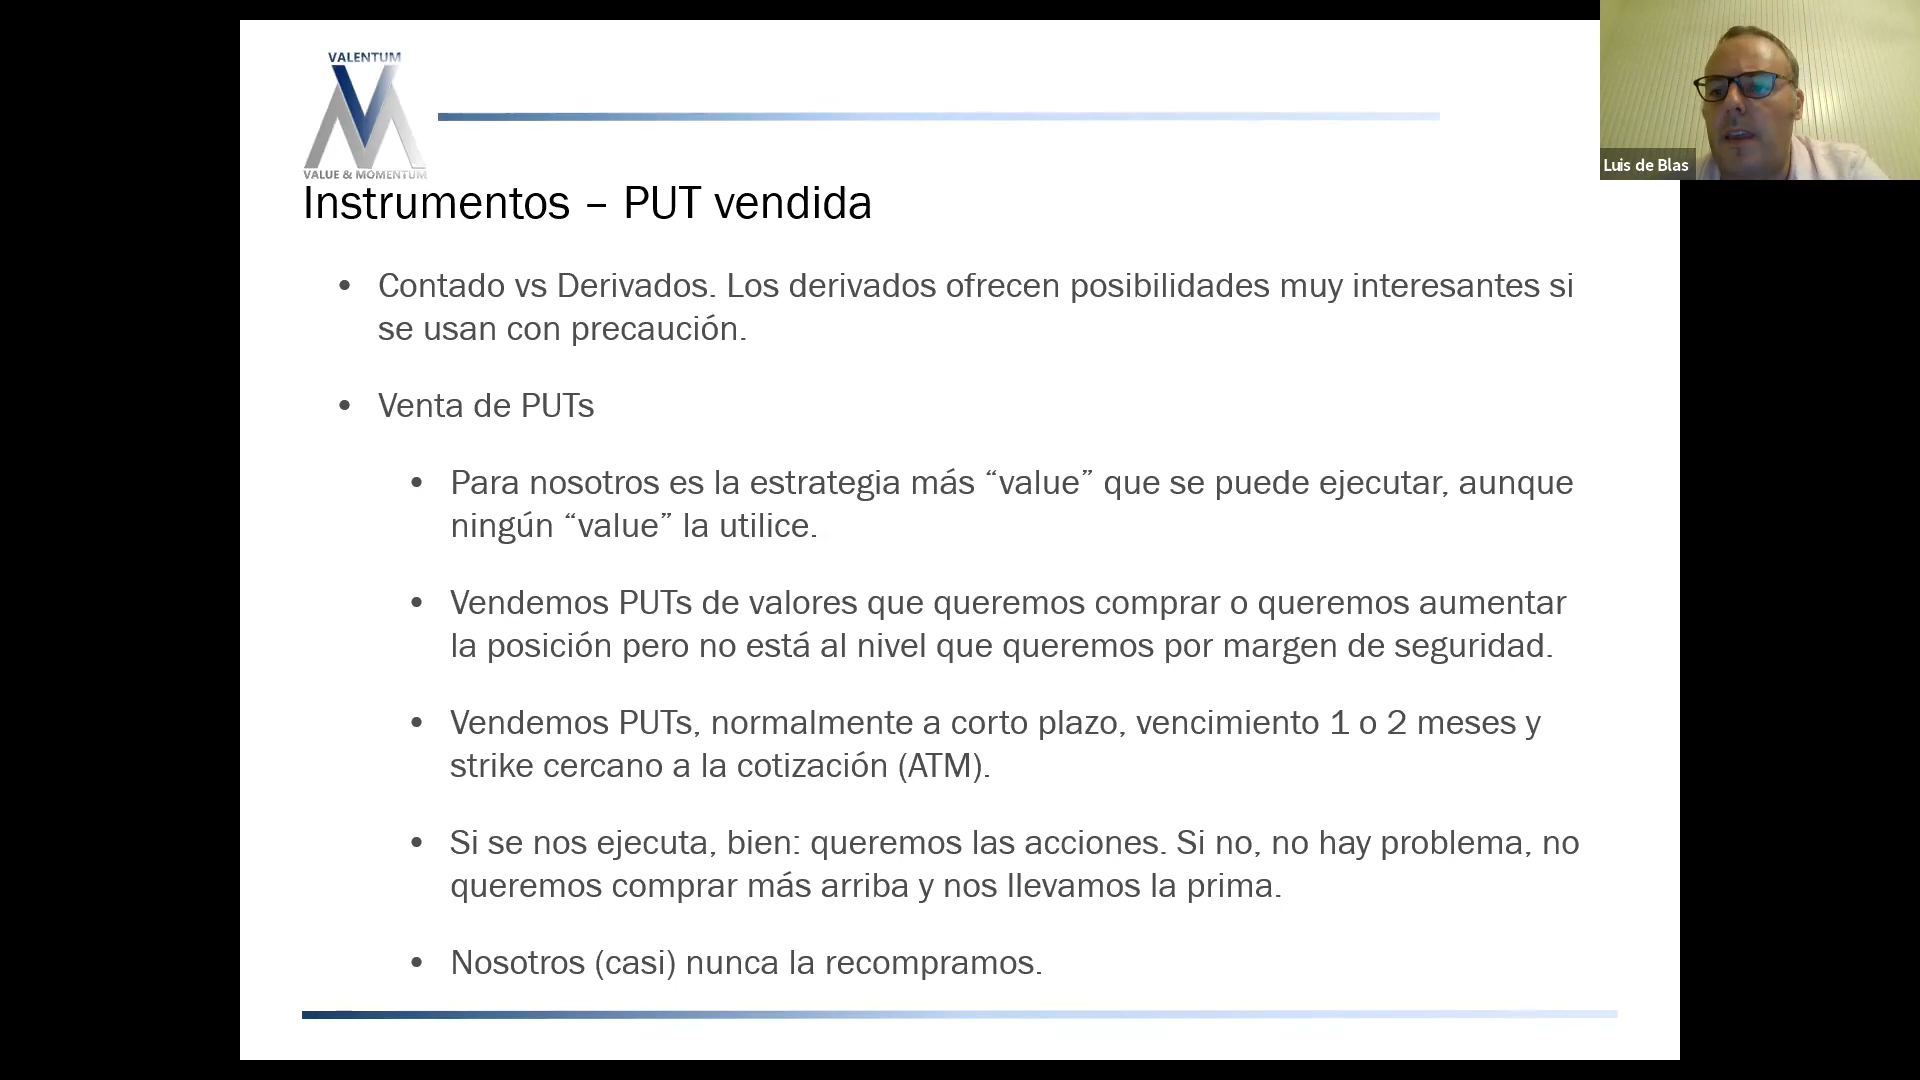 VALENTUM
VALUE & MOMENTUM
Luis de Blas
Instrumentos – PUT vendida
• Contado vs Derivados. Los derivados ofrecen posibilidades muy interesantes si
se usan con precaución.
• Venta de PUTs
• Para nosotros es la estrategia más “value” que se puede ejecutar, aunque
ningún “value” la utilice.
• Vendemos PUTs de valores que queremos comprar o queremos aumentar
la posición pero no está al nivel que queremos por margen de seguridad.
• Vendemos PUTs, normalmente a corto plazo, vencimiento 1 o 2 meses y
strike cercano a la cotización (ATM).
• Si se nos ejecuta, bien: queremos las acciones. Si no, no hay problema, no
queremos comprar más arriba y nos llevamos la prima.
• Nosotros (casi) nunca la recompramos.